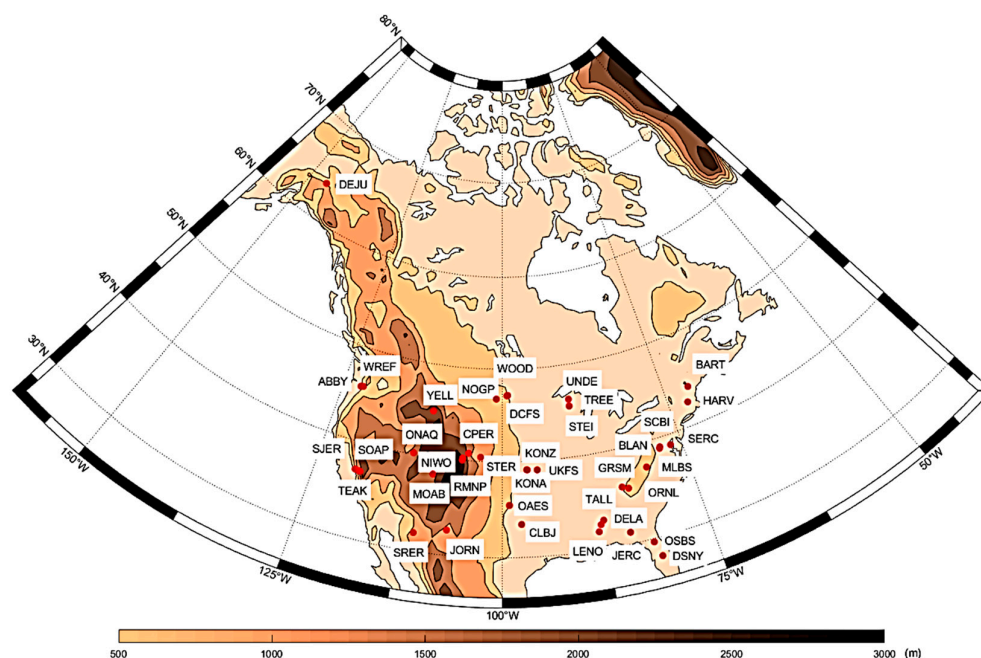 80°N
70°N
60°N
DEJU
50°N
40°N
30°N
WREF
WOOD
BART
ABBY
NOGP
UNDE
YELL
TREE
HARV
DCFS
STEI
SCBI
ONAQ
CPER
SERC
SJER
SOAP
BLAN
KONZ
NIWO
STER
UKFS
GRSM
MLBS
150°W
50°W
TEAK
RMNP
KONA
MOAB
ORNL
OAES
TALL
DELA
CLBJ
SRER
JORN
LENO
JERC
OSBS
DSNY
125°W
75°W
100°W
500 1000 1500 2000 2500 3000 (m)